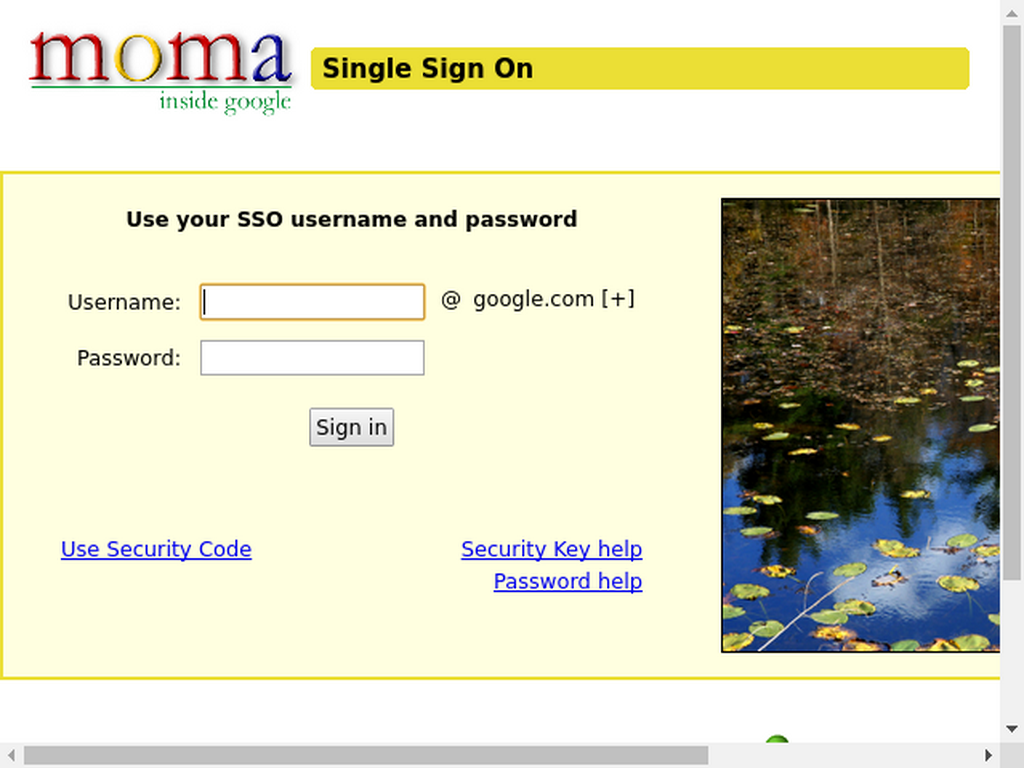 moma
inside google
Single Sign On
Use your SSO username and password
Username:
@ google.com [+]
Password:
Sign in
Use Security Code
Security Key help
Password help